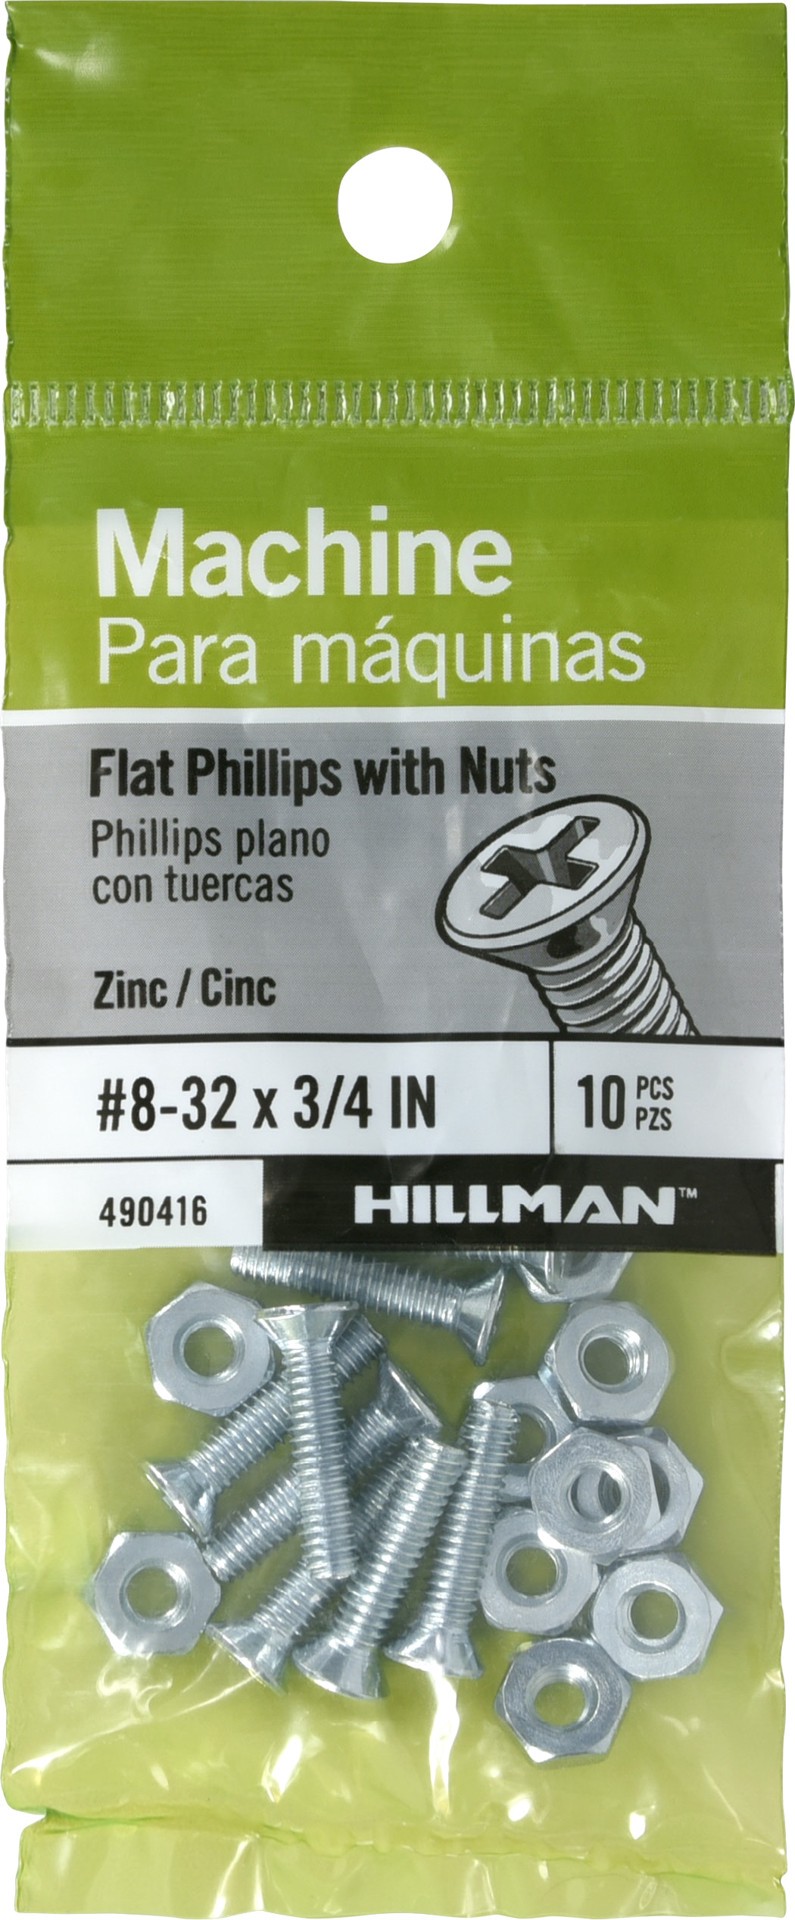 Machine
Para máquinas
Flat Phillips with Nuts
Phillips plano
con tuercas
Zinc / Cinc
#8-32 x 3/4 IN
10 PCS
PZS
490416
HILLMAN™